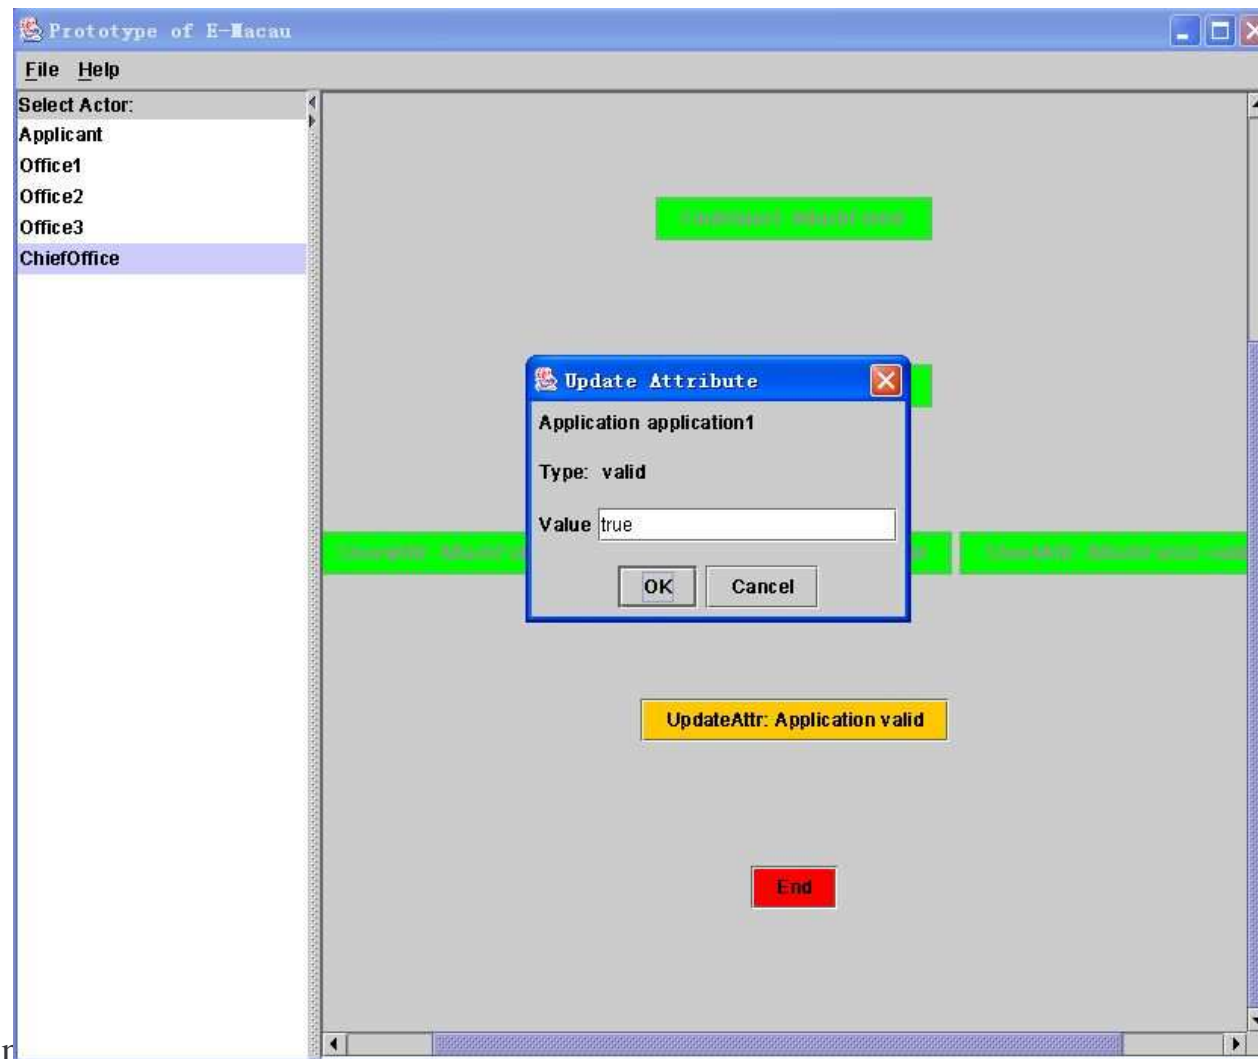 Prototype of E-Macau
File Help
Select Actor:
Applicant
Office1
Office2
Office3
ChiefOffice
Update Attribute
Application application1
Type: valid
Value true
OK Cancel
UpdateAttr: Application valid
End